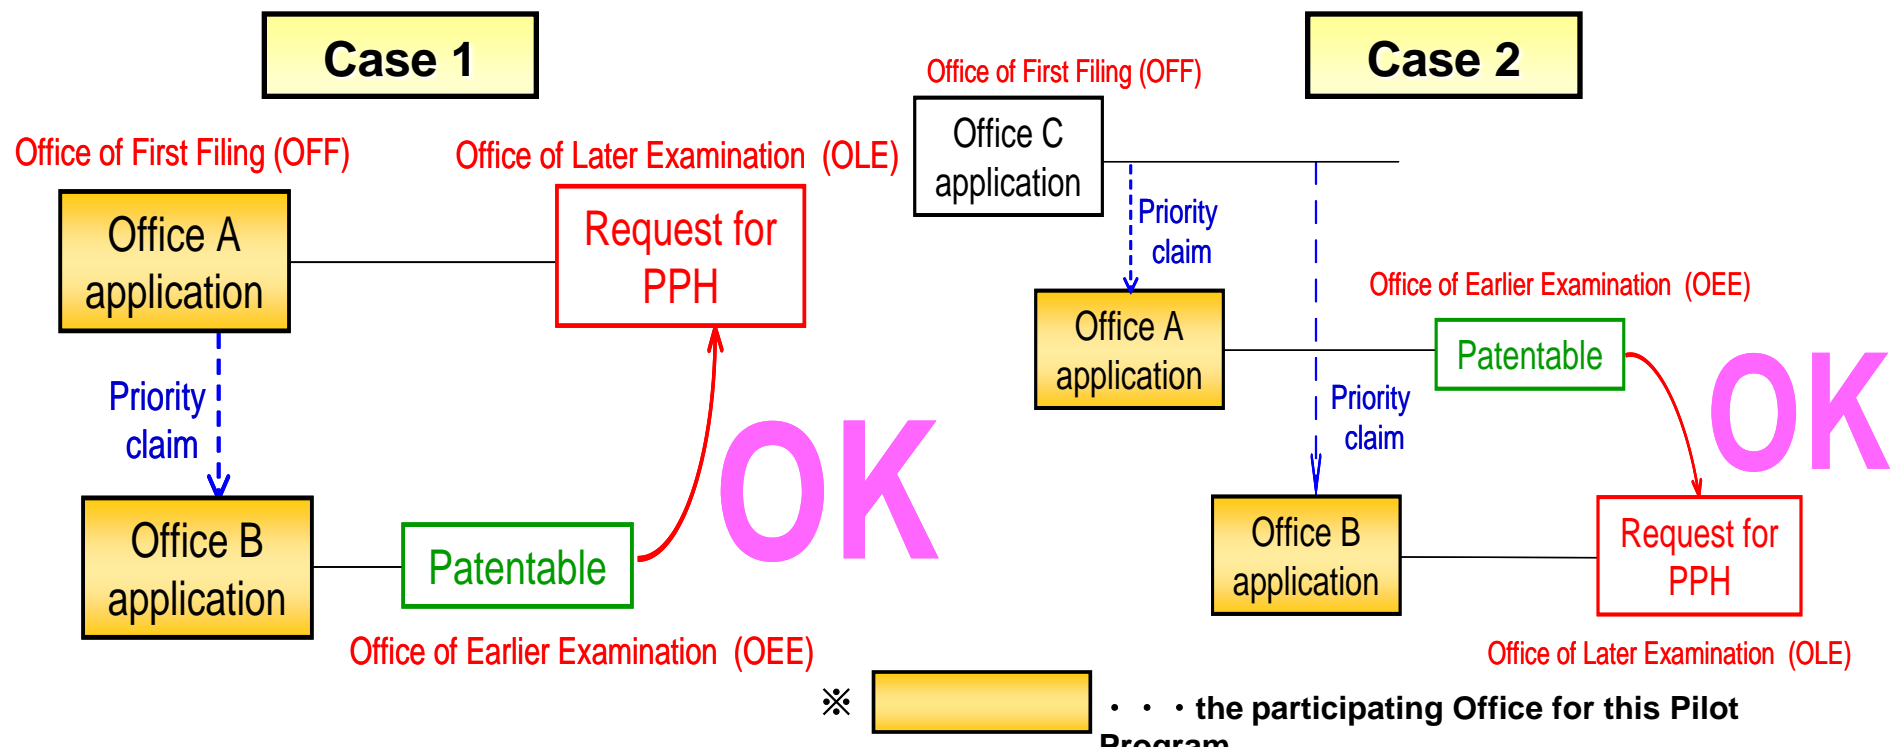 Case 1
Office of First Filing (OFF)
Office of Later Examination (OLE)
Office A
application
Request for
PPH
Priority
claim
Office B
application
Patentable
OK
Office of Earlier Examination (OEE)
Case 2
Office of First Filing (OFF)
Office C
application
Priority
claim
Office of Earlier Examination (OEE)
Office A
application
Patentable
Priority
claim
OK
Office B
application
Request for
PPH
Office of Later Examination (OLE)
※ ・・・the participating Office for this Pilot
Program